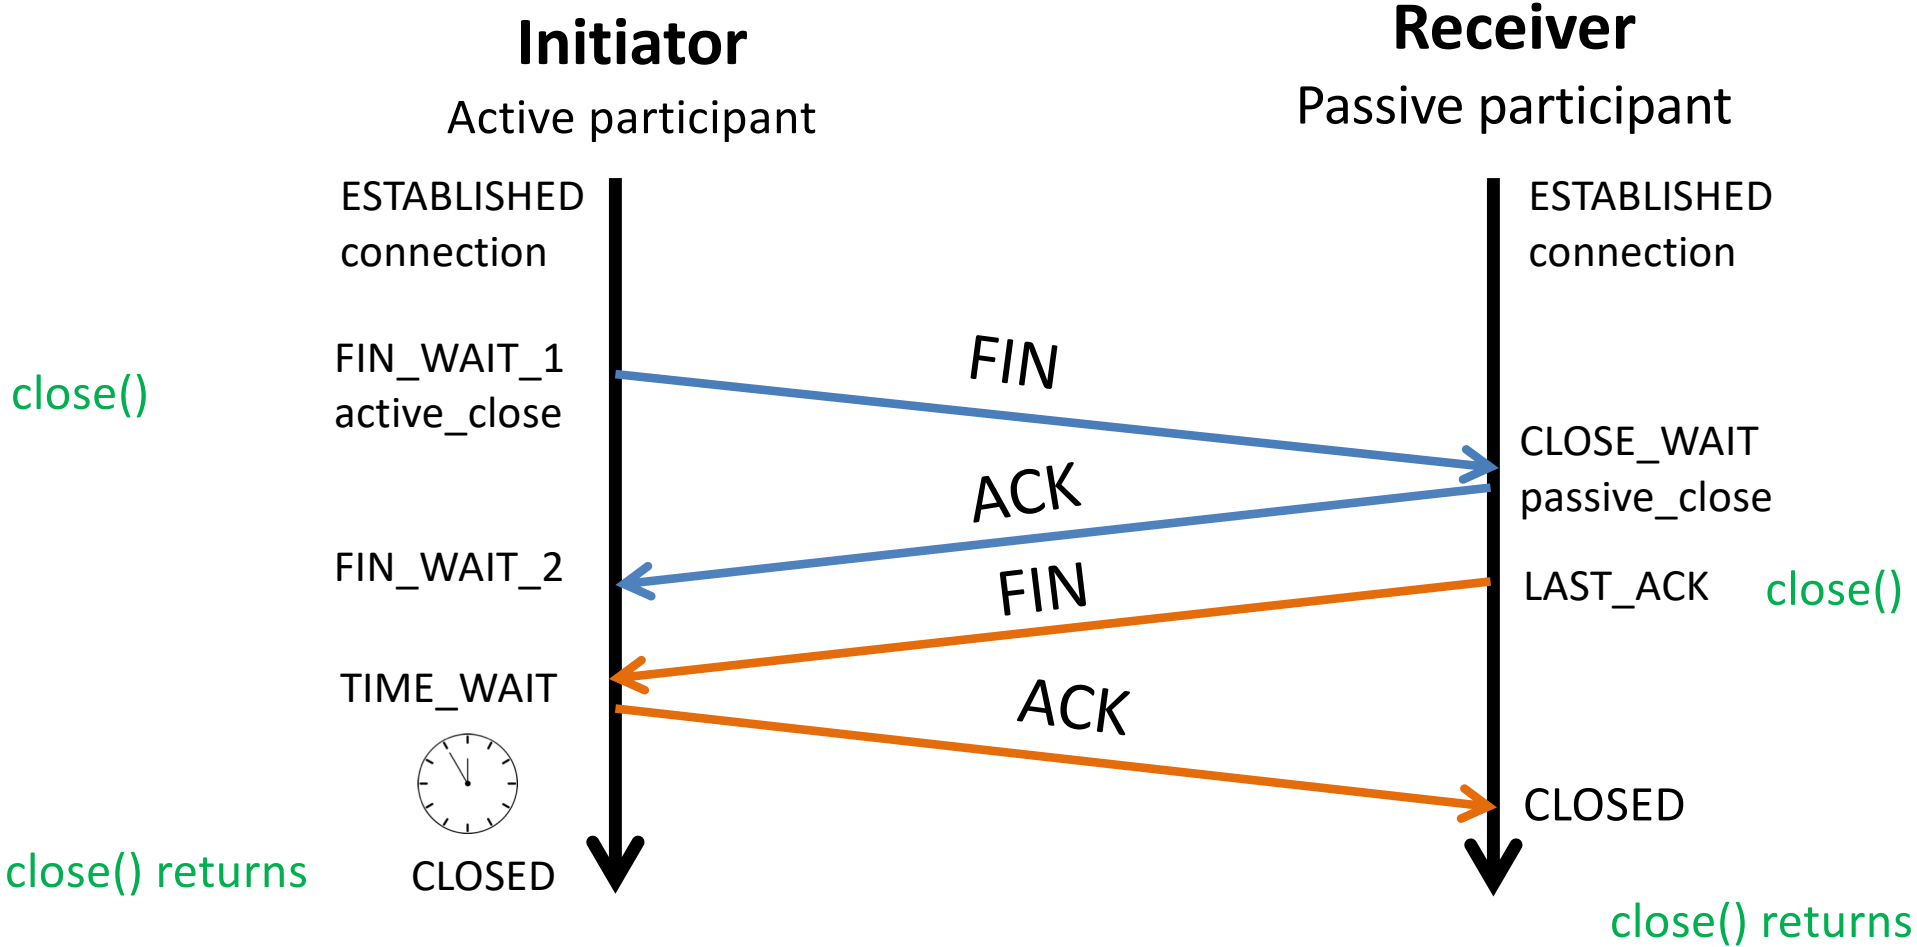 Initiator
Receiver
Active participant
Passive participant
ESTABLISHED
connection
ESTABLISHED
connection
close()
FIN_WAIT_1
active_close
FIN
CLOSE_WAIT
passive_close
ACK
FIN_WAIT_2
FIN
LAST_ACK
close()
TIME_WAIT
ACK
CLOSED
close() returns
CLOSED
close() returns